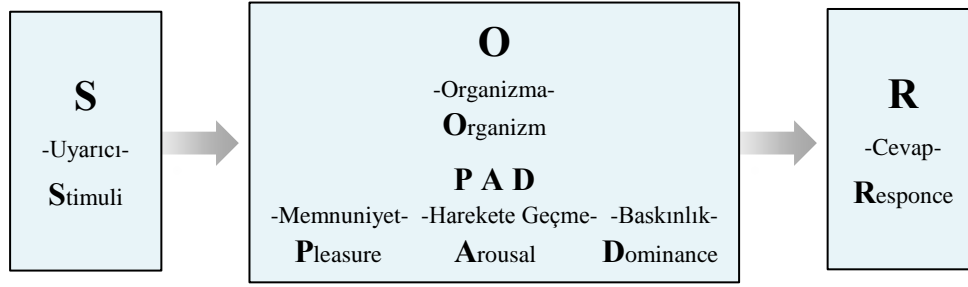 S
-Uyarıcı-
Stimuli
O
-Organizma-
Organizm
P A D
-Memnuniyet- -Harekete Geçme- -Baskınlık-
Pleasure Arousal Dominance
R
-Cevap-
Responce